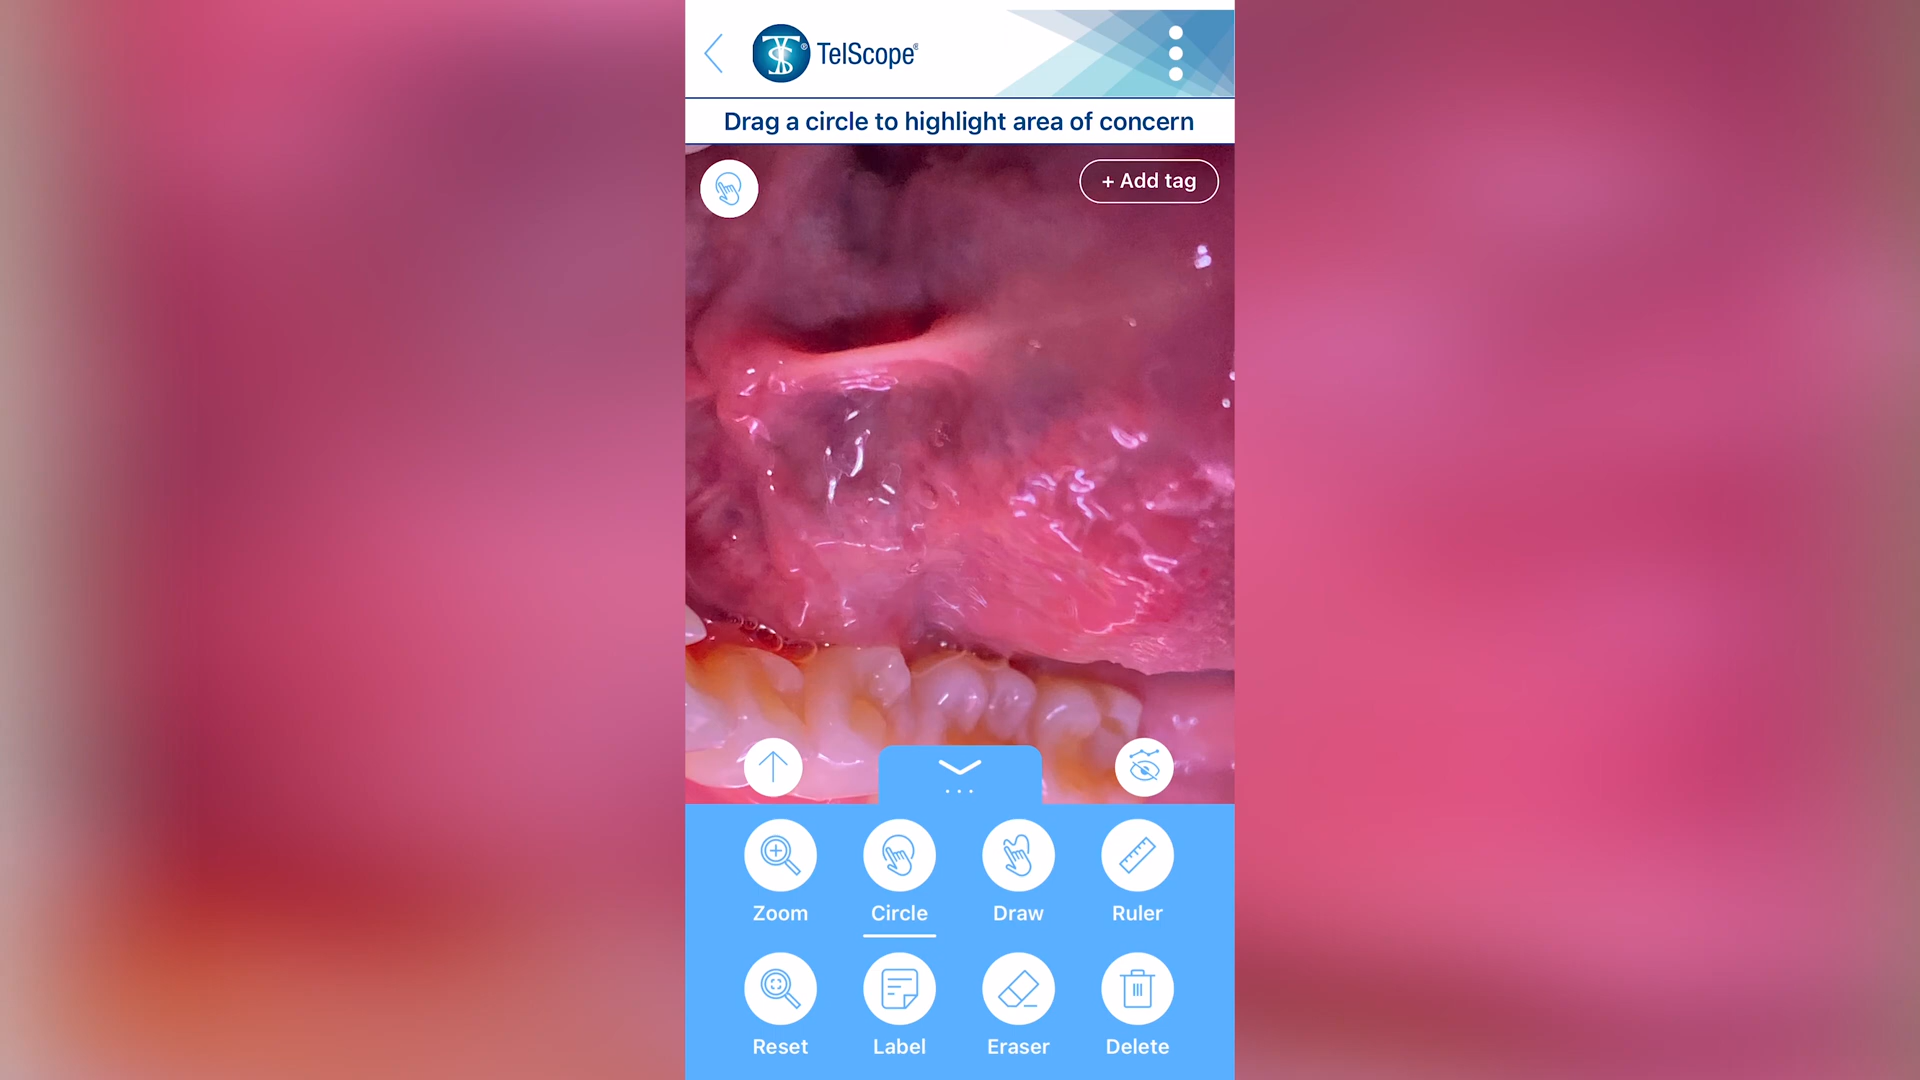 TelScope®
Drag a circle to highlight area of concern
+ Add tag
Zoom
Circle
Draw
Ruler
Reset
Label
Eraser
Delete